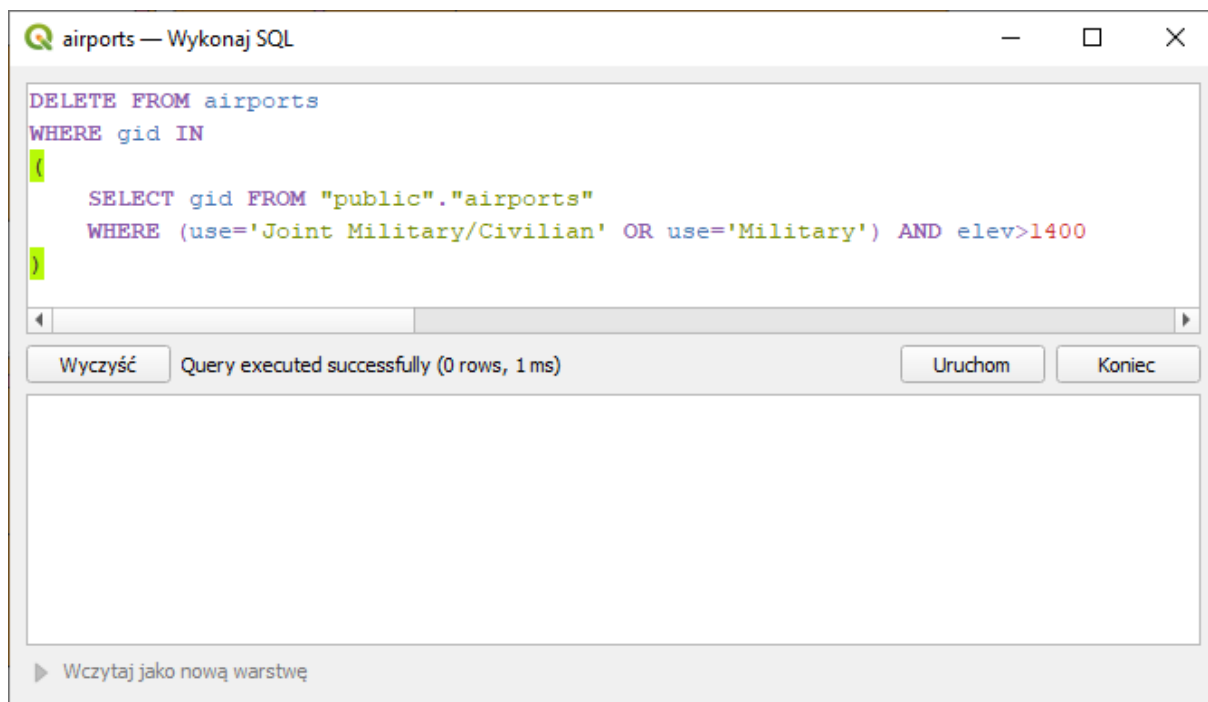 airports — Wykonaj SQL
DELETE FROM airports
WHERE gid IN
(
SELECT gid FROM "public"."airports"
WHERE (use='Joint Military/Civilian' OR use='Military') AND elev>1400
)
Wyczyść Query executed successfully (0 rows, 1 ms) Uruchom Koniec
Wczytaj jako nową warstwę